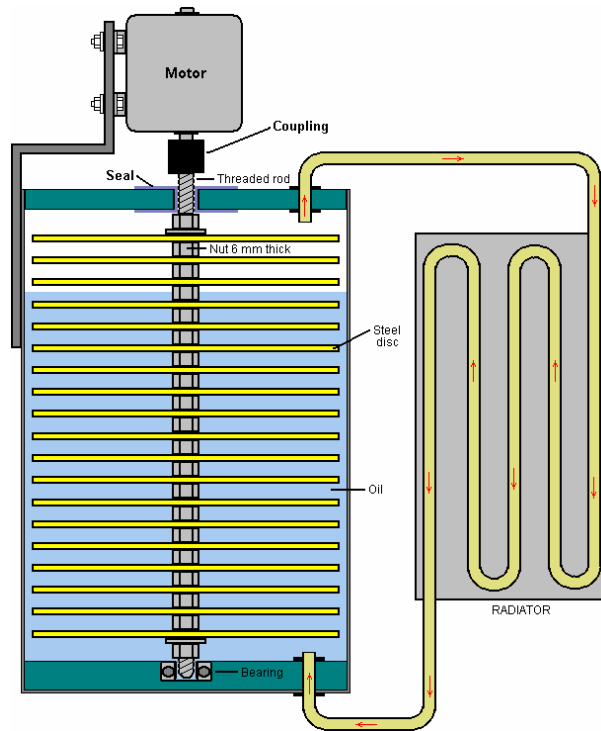 Motor
Coupling
Seal
Threaded rod
Nut 6 mm thick
Steel
disc
Oil
RADIATOR
Bearing